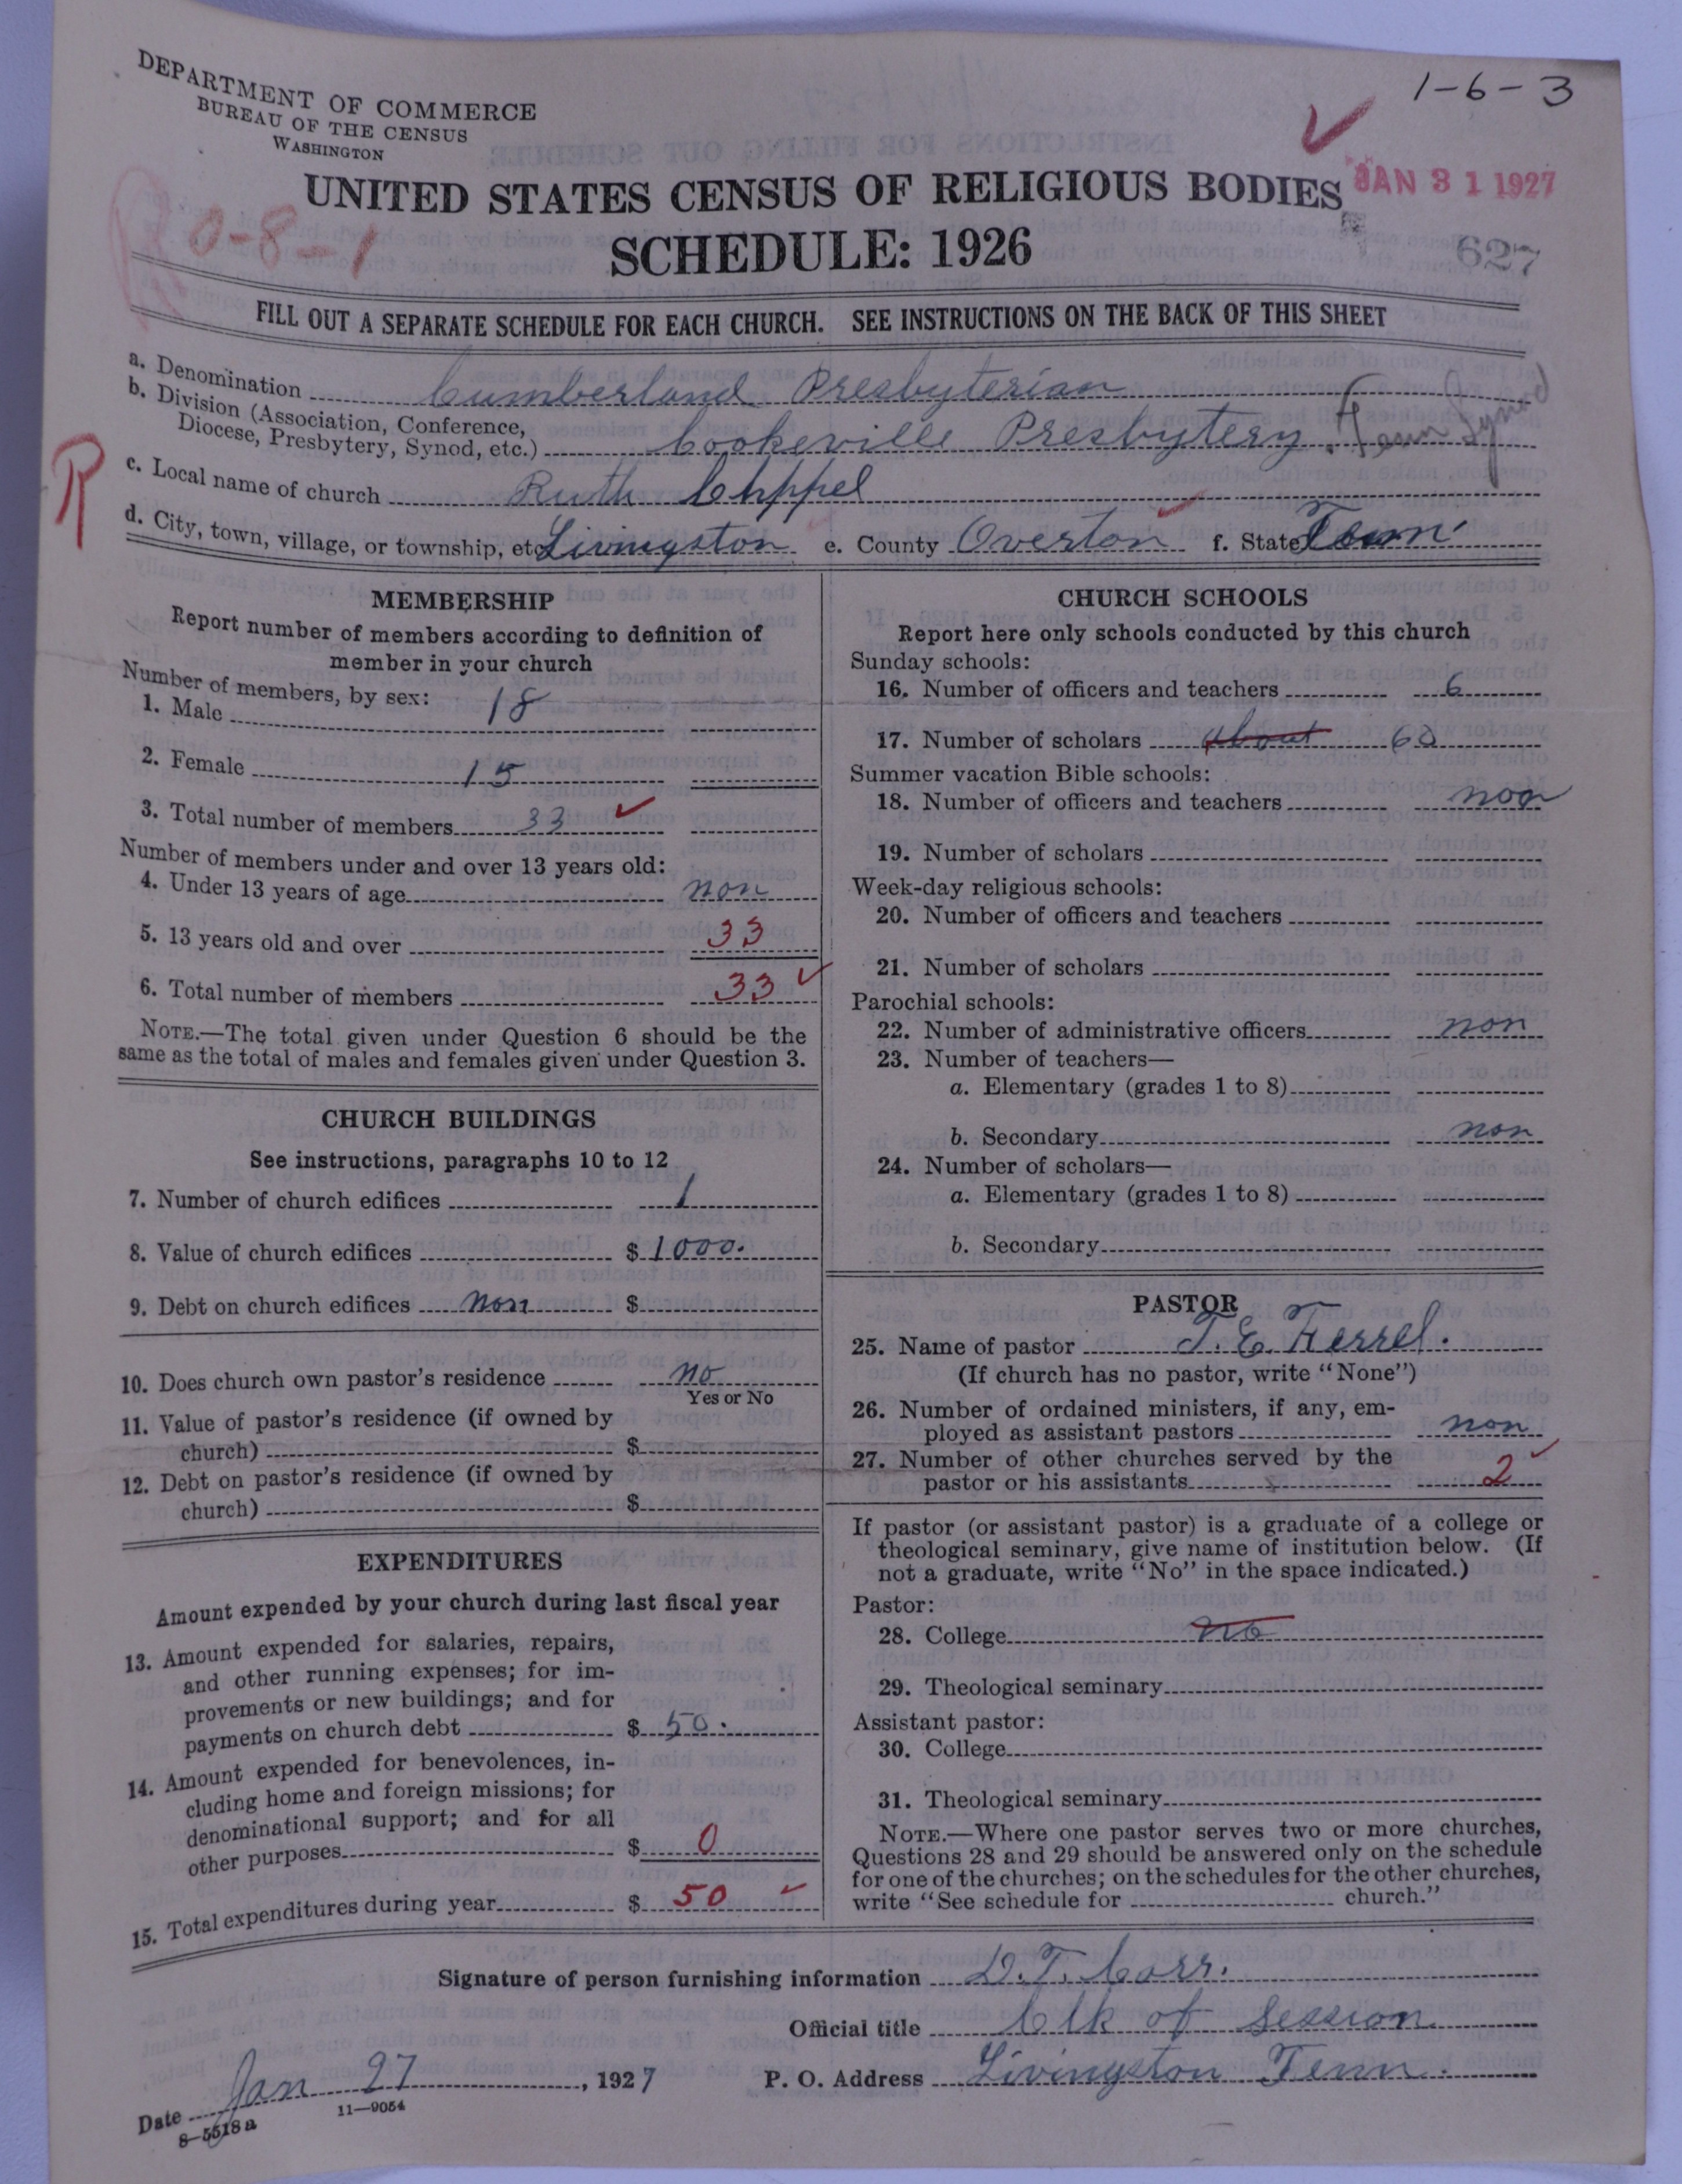 DEPARTMENT OF COMMERCE
BUREAU OF THE CENSUS
WASHINGTON
1-6-3
UNITED STATES CENSUS OF RELIGIOUS BODIES
JAN 31 1927
0-8-1
SCHEDULE: 1926
627
FILL OUT A SEPARATE SCHEDULE FOR EACH CHURCH. SEE INSTRUCTIONS ON THE BACK OF THIS SHEET
a. Denomination Cumberland Presbyterian
b. Division (Association, Conference,
Diocese, Presbytery, Synod, etc.) Cookeville Presbytery. Tenn Synod
R
c. Local name of church Ruth Chppel
d. City, town, village, or township, etc. Livingston e. County Overton f. State Tenn
MEMBERSHIP
Report number of members according to definition of
member in your church
Number of members, by sex:
1. Male 18
2. Female 15
3. Total number of members 33
Number of members under and over 13 years old:
4. Under 13 years of age non
5. 13 years old and over 33
6. Total number of members 33
NOTE.—The total given under Question 6 should be the
same as the total of males and females given under Question 3.
CHURCH BUILDINGS
See instructions, paragraphs 10 to 12
7. Number of church edifices 1
8. Value of church edifices $ 1000.
9. Debt on church edifices non $
10. Does church own pastor's residence no
Yes or No
11. Value of pastor's residence (if owned by
church) $
12. Debt on pastor's residence (if owned by
church) $
EXPENDITURES
Amount expended by your church during last fiscal year
13. Amount expended for salaries, repairs,
and other running expenses; for im-
provements or new buildings; and for
payments on church debt $ 50.
14. Amount expended for benevolences, in-
cluding home and foreign missions; for
denominational support; and for all
other purposes $ 0
15. Total expenditures during year $ 50
CHURCH SCHOOLS
Report here only schools conducted by this church
Sunday schools:
16. Number of officers and teachers 6
17. Number of scholars about 60
Summer vacation Bible schools:
18. Number of officers and teachers non
19. Number of scholars
Week-day religious schools:
20. Number of officers and teachers
21. Number of scholars
Parochial schools:
22. Number of administrative officers non
23. Number of teachers—
a. Elementary (grades 1 to 8)
b. Secondary non
24. Number of scholars—
a. Elementary (grades 1 to 8)
b. Secondary
PASTOR
25. Name of pastor T. E. Ferrel.
(If church has no pastor, write "None")
26. Number of ordained ministers, if any, em-
ployed as assistant pastors non
27. Number of other churches served by the
pastor or his assistants 2
If pastor (or assistant pastor) is a graduate of a college or
theological seminary, give name of institution below. (If
not a graduate, write "No" in the space indicated.)
Pastor:
28. College no
29. Theological seminary
Assistant pastor:
30. College
31. Theological seminary
NOTE.—Where one pastor serves two or more churches,
Questions 28 and 29 should be answered only on the schedule
for one of the churches; on the schedules for the other churches,
write "See schedule for church."
Signature of person furnishing information D. T. Carr.
Official title Clk of Session
Date Jan 27, 1927 P. O. Address Livingston Tenn.
8-5518a 11-9054